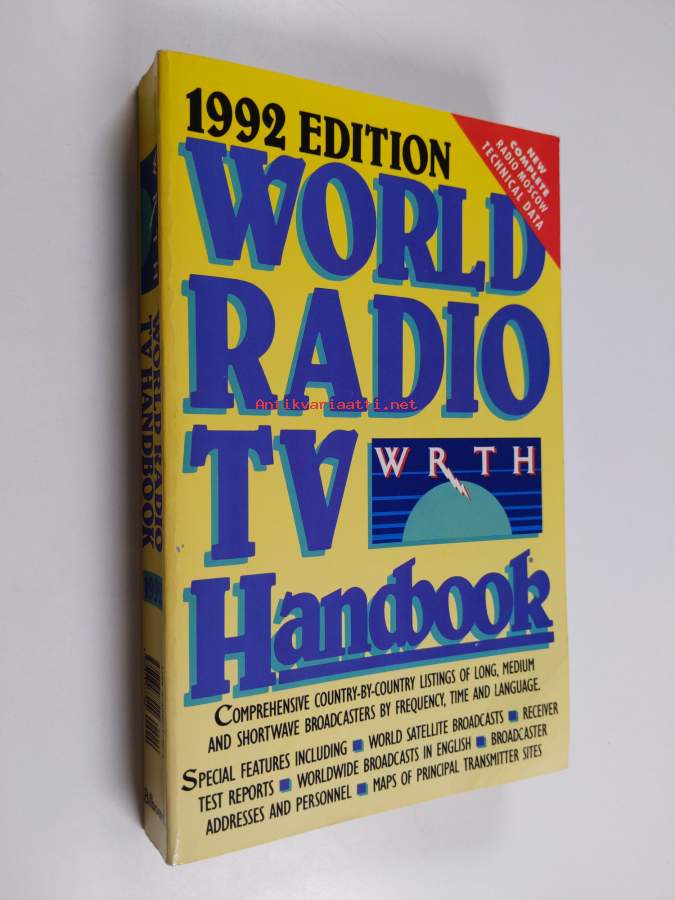 1992 EDITION
NEW
COMPLETE
RADIO MOSCOW
TECHNICAL DATA
WORLD
RADIO
Antikvariaatti.net
TV
WRTH
Handbook
COMPREHENSIVE COUNTRY-BY-COUNTRY LISTINGS OF LONG, MEDIUM
AND SHORTWAVE BROADCASTERS BY FREQUENCY, TIME AND LANGUAGE.
SPECIAL FEATURES INCLUDING ■ WORLD SATELLITE BROADCASTS ■ RECEIVER
TEST REPORTS ■ WORLDWIDE BROADCASTS IN ENGLISH ■ BROADCASTER
ADDRESSES AND PERSONNEL ■ MAPS OF PRINCIPAL TRANSMITTER SITES
WRTH
WORLD RADIO
TV HANDBOOK
1992